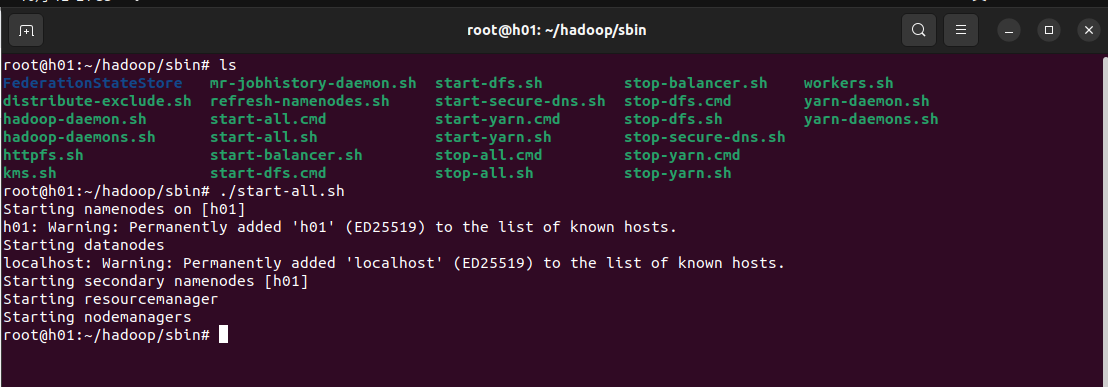 root@h01: ~/hadoop/sbin
root@h01:~/hadoop/sbin# ls
FederationStateStore mr-jobhistory-daemon.sh start-dfs.sh stop-balancer.sh workers.sh
distribute-exclude.sh refresh-namenodes.sh start-secure-dns.sh stop-dfs.cmd yarn-daemon.sh
hadoop-daemon.sh start-all.cmd start-yarn.cmd stop-dfs.sh yarn-daemons.sh
hadoop-daemons.sh start-all.sh start-yarn.sh stop-secure-dns.sh
httpfs.sh start-balancer.sh stop-all.cmd stop-yarn.cmd
kms.sh start-dfs.cmd stop-all.sh stop-yarn.sh
root@h01:~/hadoop/sbin# ./start-all.sh
Starting namenodes on [h01]
h01: Warning: Permanently added 'h01' (ED25519) to the list of known hosts.
Starting datanodes
localhost: Warning: Permanently added 'localhost' (ED25519) to the list of known hosts.
Starting secondary namenodes [h01]
Starting resourcemanager
Starting nodemanagers
root@h01:~/hadoop/sbin#